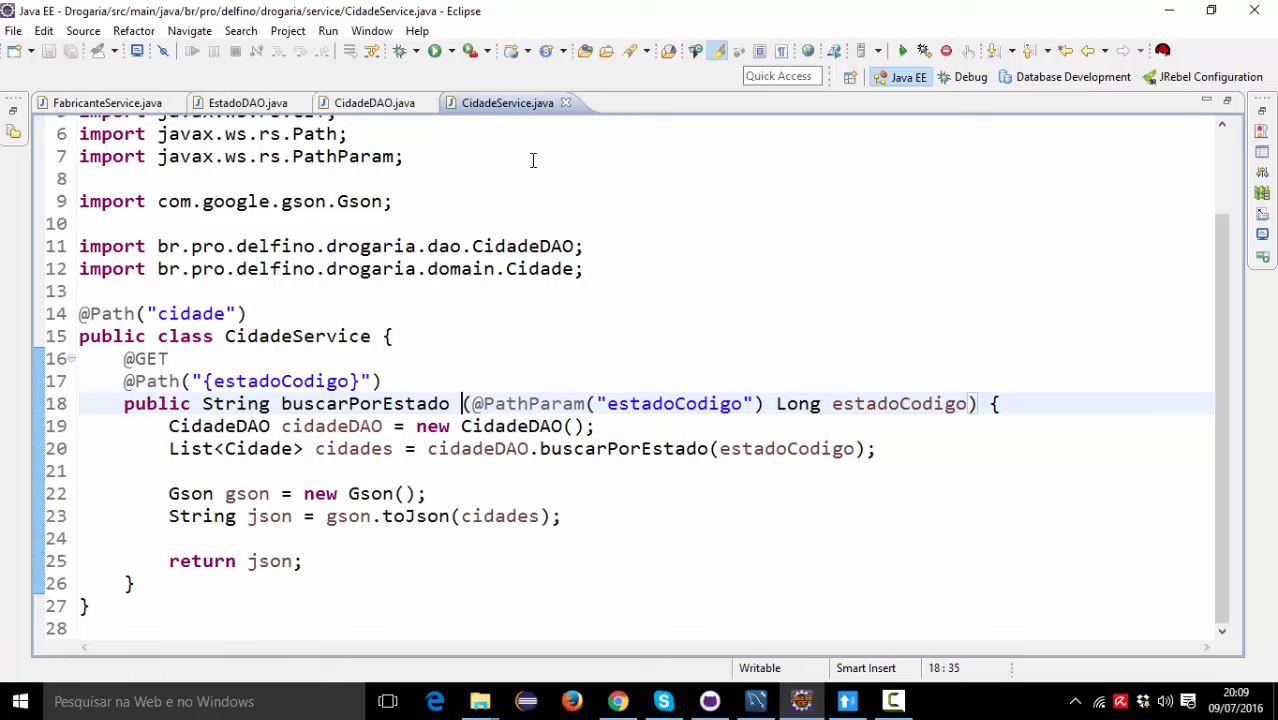 Java EE - Drogaria/src/main/java/br/pro/delfino/drogaria/service/CidadeService.java - Eclipse
File Edit Source Refactor Navigate Search Project Run Window Help
Quick Access
Java EE
Debug
Database Development
JRebel Configuration
FabricanteService.java
EstadoDAO.java
CidadeDAO.java
CidadeService.java
6 import javax.ws.rs.Path;
7 import javax.ws.rs.PathParam;
8
9 import com.google.gson.Gson;
10
11 import br.pro.delfino.drogaria.dao.CidadeDAO;
12 import br.pro.delfino.drogaria.domain.Cidade;
13
14 @Path("cidade")
15 public class CidadeService {
16 @GET
17 @Path("{estadoCodigo}")
18 public String buscarPorEstado (@PathParam("estadoCodigo") Long estadoCodigo) {
19 CidadeDAO cidadeDAO = new CidadeDAO();
20 List<Cidade> cidades = cidadeDAO.buscarPorEstado(estadoCodigo);
21
22 Gson gson = new Gson();
23 String json = gson.toJson(cidades);
24
25 return json;
26 }
27 }
28
Writable
Smart Insert
18 : 35
Pesquisar na Web e no Windows
20:09
09/07/2016